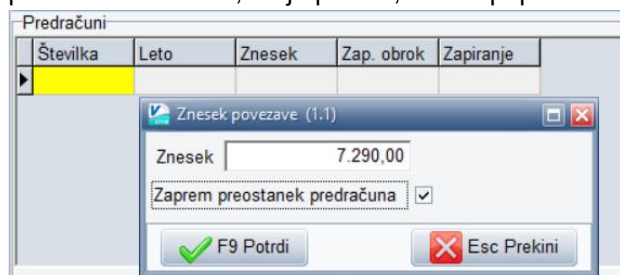 Predračuni
Številka Leto Znesek Zap. obrok Zapiranje
Znesek povezave (1.1)
Znesek 7.290,00
Zaprem preostanek predračuna
F9 Potrdi Esc Prekini